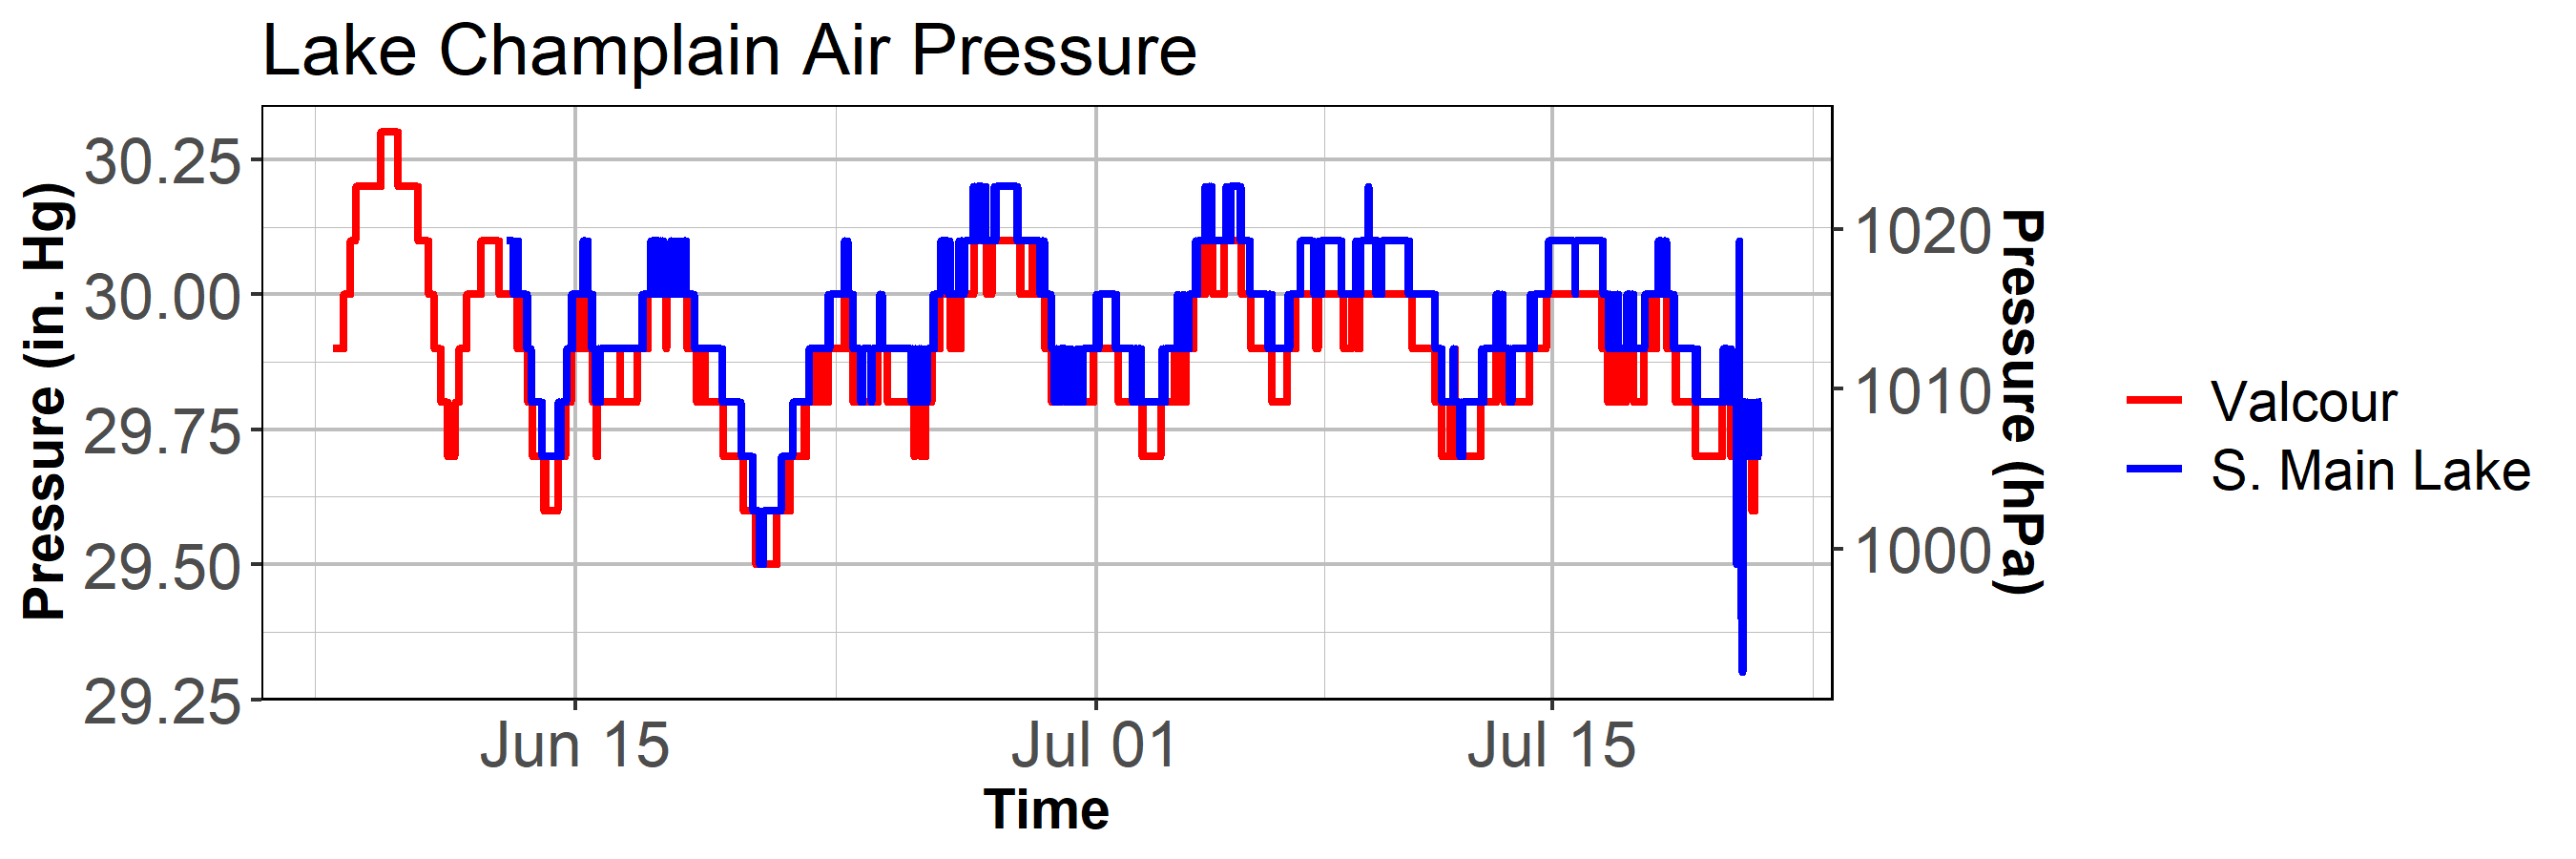 Lake Champlain Air Pressure
Pressure (in. Hg)
30.25
30.00
29.75
29.50
29.25
1020
1010
1000
Pressure (hPa)
Jun 15
Jul 01
Jul 15
Time
Valcour
S. Main Lake